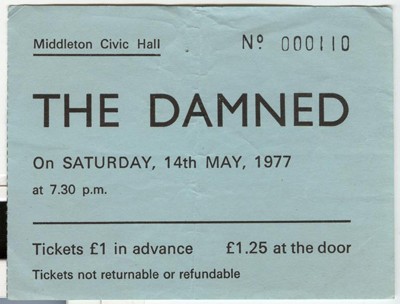 Middleton Civic Hall Nº 000110
THE DAMNED
On SATURDAY, 14th MAY, 1977
at 7.30 p.m.
Tickets £1 in advance £1.25 at the door
Tickets not returnable or refundable